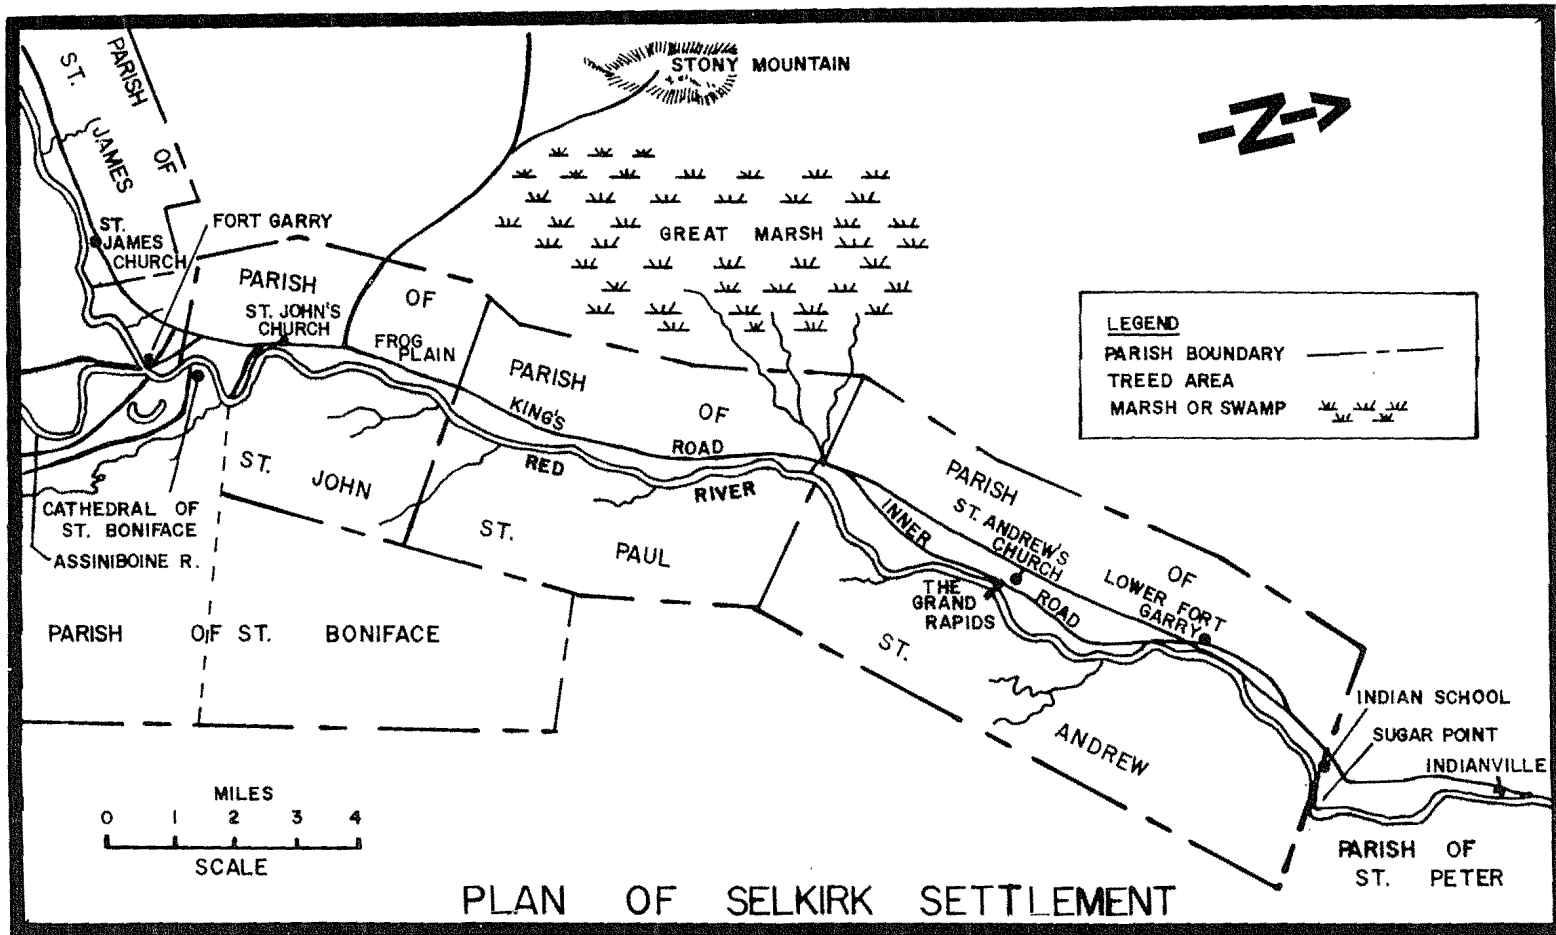 PARISH OF
ST. JAMES
STONY MOUNTAIN
N
FORT GARRY
ST.
JAMES
CHURCH
GREAT MARSH
PARISH OF
ST. JOHN
ST. JOHN'S
CHURCH
FROG
PLAIN
LEGEND
PARISH BOUNDARY
TREED AREA
MARSH OR SWAMP
PARISH OF
ST. PAUL
KING'S ROAD
RED RIVER
PARISH OF
ST. ANDREW
INNER ROAD
ST. ANDREW'S
CHURCH
LOWER FORT
GARRY
THE
GRAND
RAPIDS
CATHEDRAL OF
ST. BONIFACE
ASSINIBOINE R.
PARISH OF ST. BONIFACE
INDIAN SCHOOL
SUGAR POINT
INDIANVILLE
PARISH OF
ST. PETER
MILES
0 1 2 3 4
SCALE
PLAN OF SELKIRK SETTLEMENT